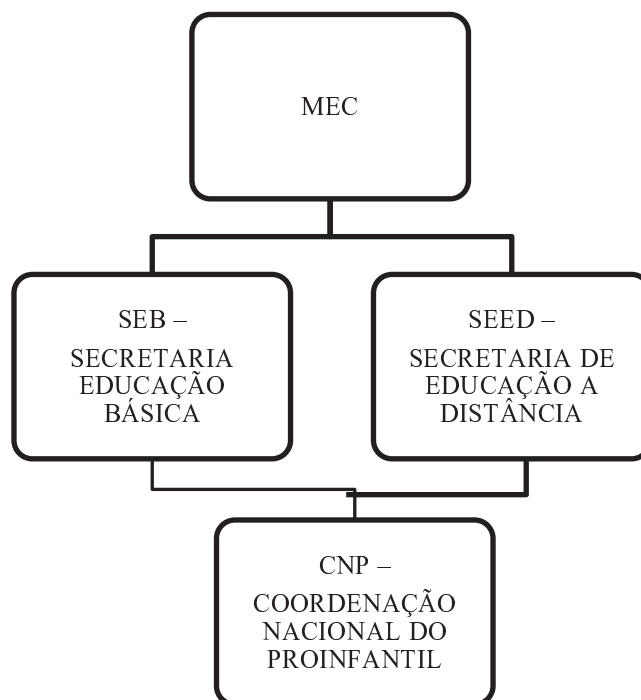 MEC
SEB –
SECRETARIA
EDUCAÇÃO
BÁSICA
SEED –
SECRETARIA DE
EDUCAÇÃO A
DISTÂNCIA
CNP –
COORDENAÇÃO
NACIONAL DO
PROINFANTIL